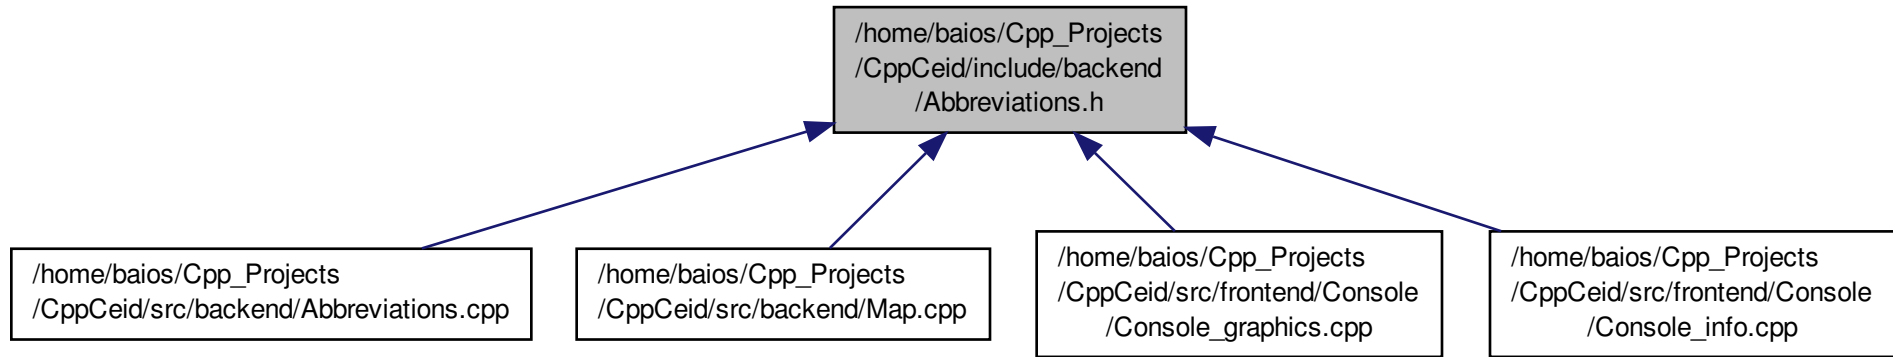 /home/baios/Cpp_Projects
/CppCeid/include/backend
/Abbreviations.h
/home/baios/Cpp_Projects
/CppCeid/src/backend/Abbreviations.cpp
/home/baios/Cpp_Projects
/CppCeid/src/backend/Map.cpp
/home/baios/Cpp_Projects
/CppCeid/src/frontend/Console
/Console_graphics.cpp
/home/baios/Cpp_Projects
/CppCeid/src/frontend/Console
/Console_info.cpp